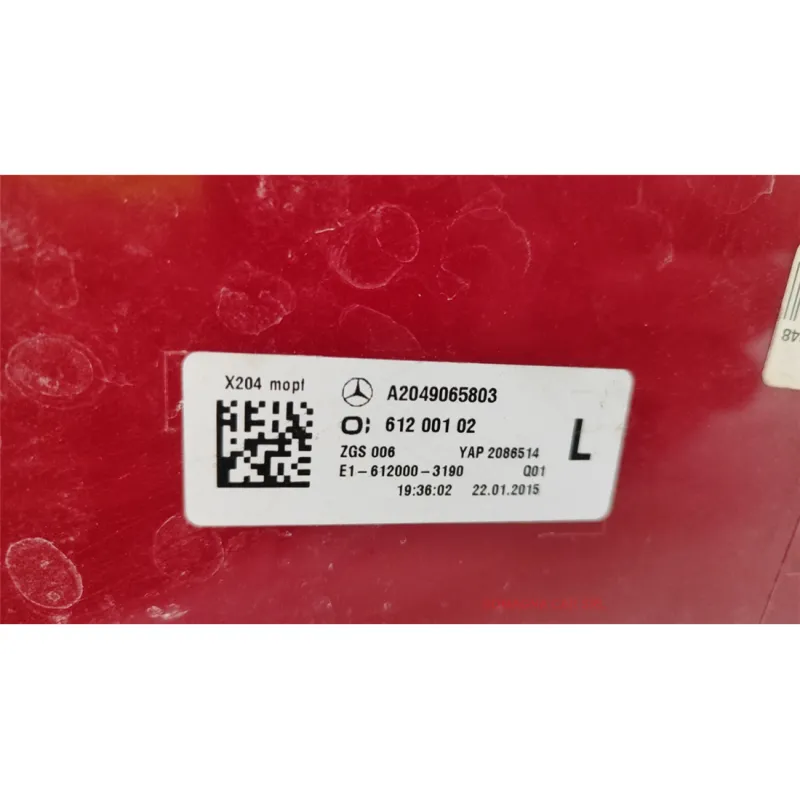 X204 mopf
A2049065803
O; 612 001 02
L
ZGS 006 YAP 2086514
E1-612000-3190 Q01
19:36:02 22.01.2015